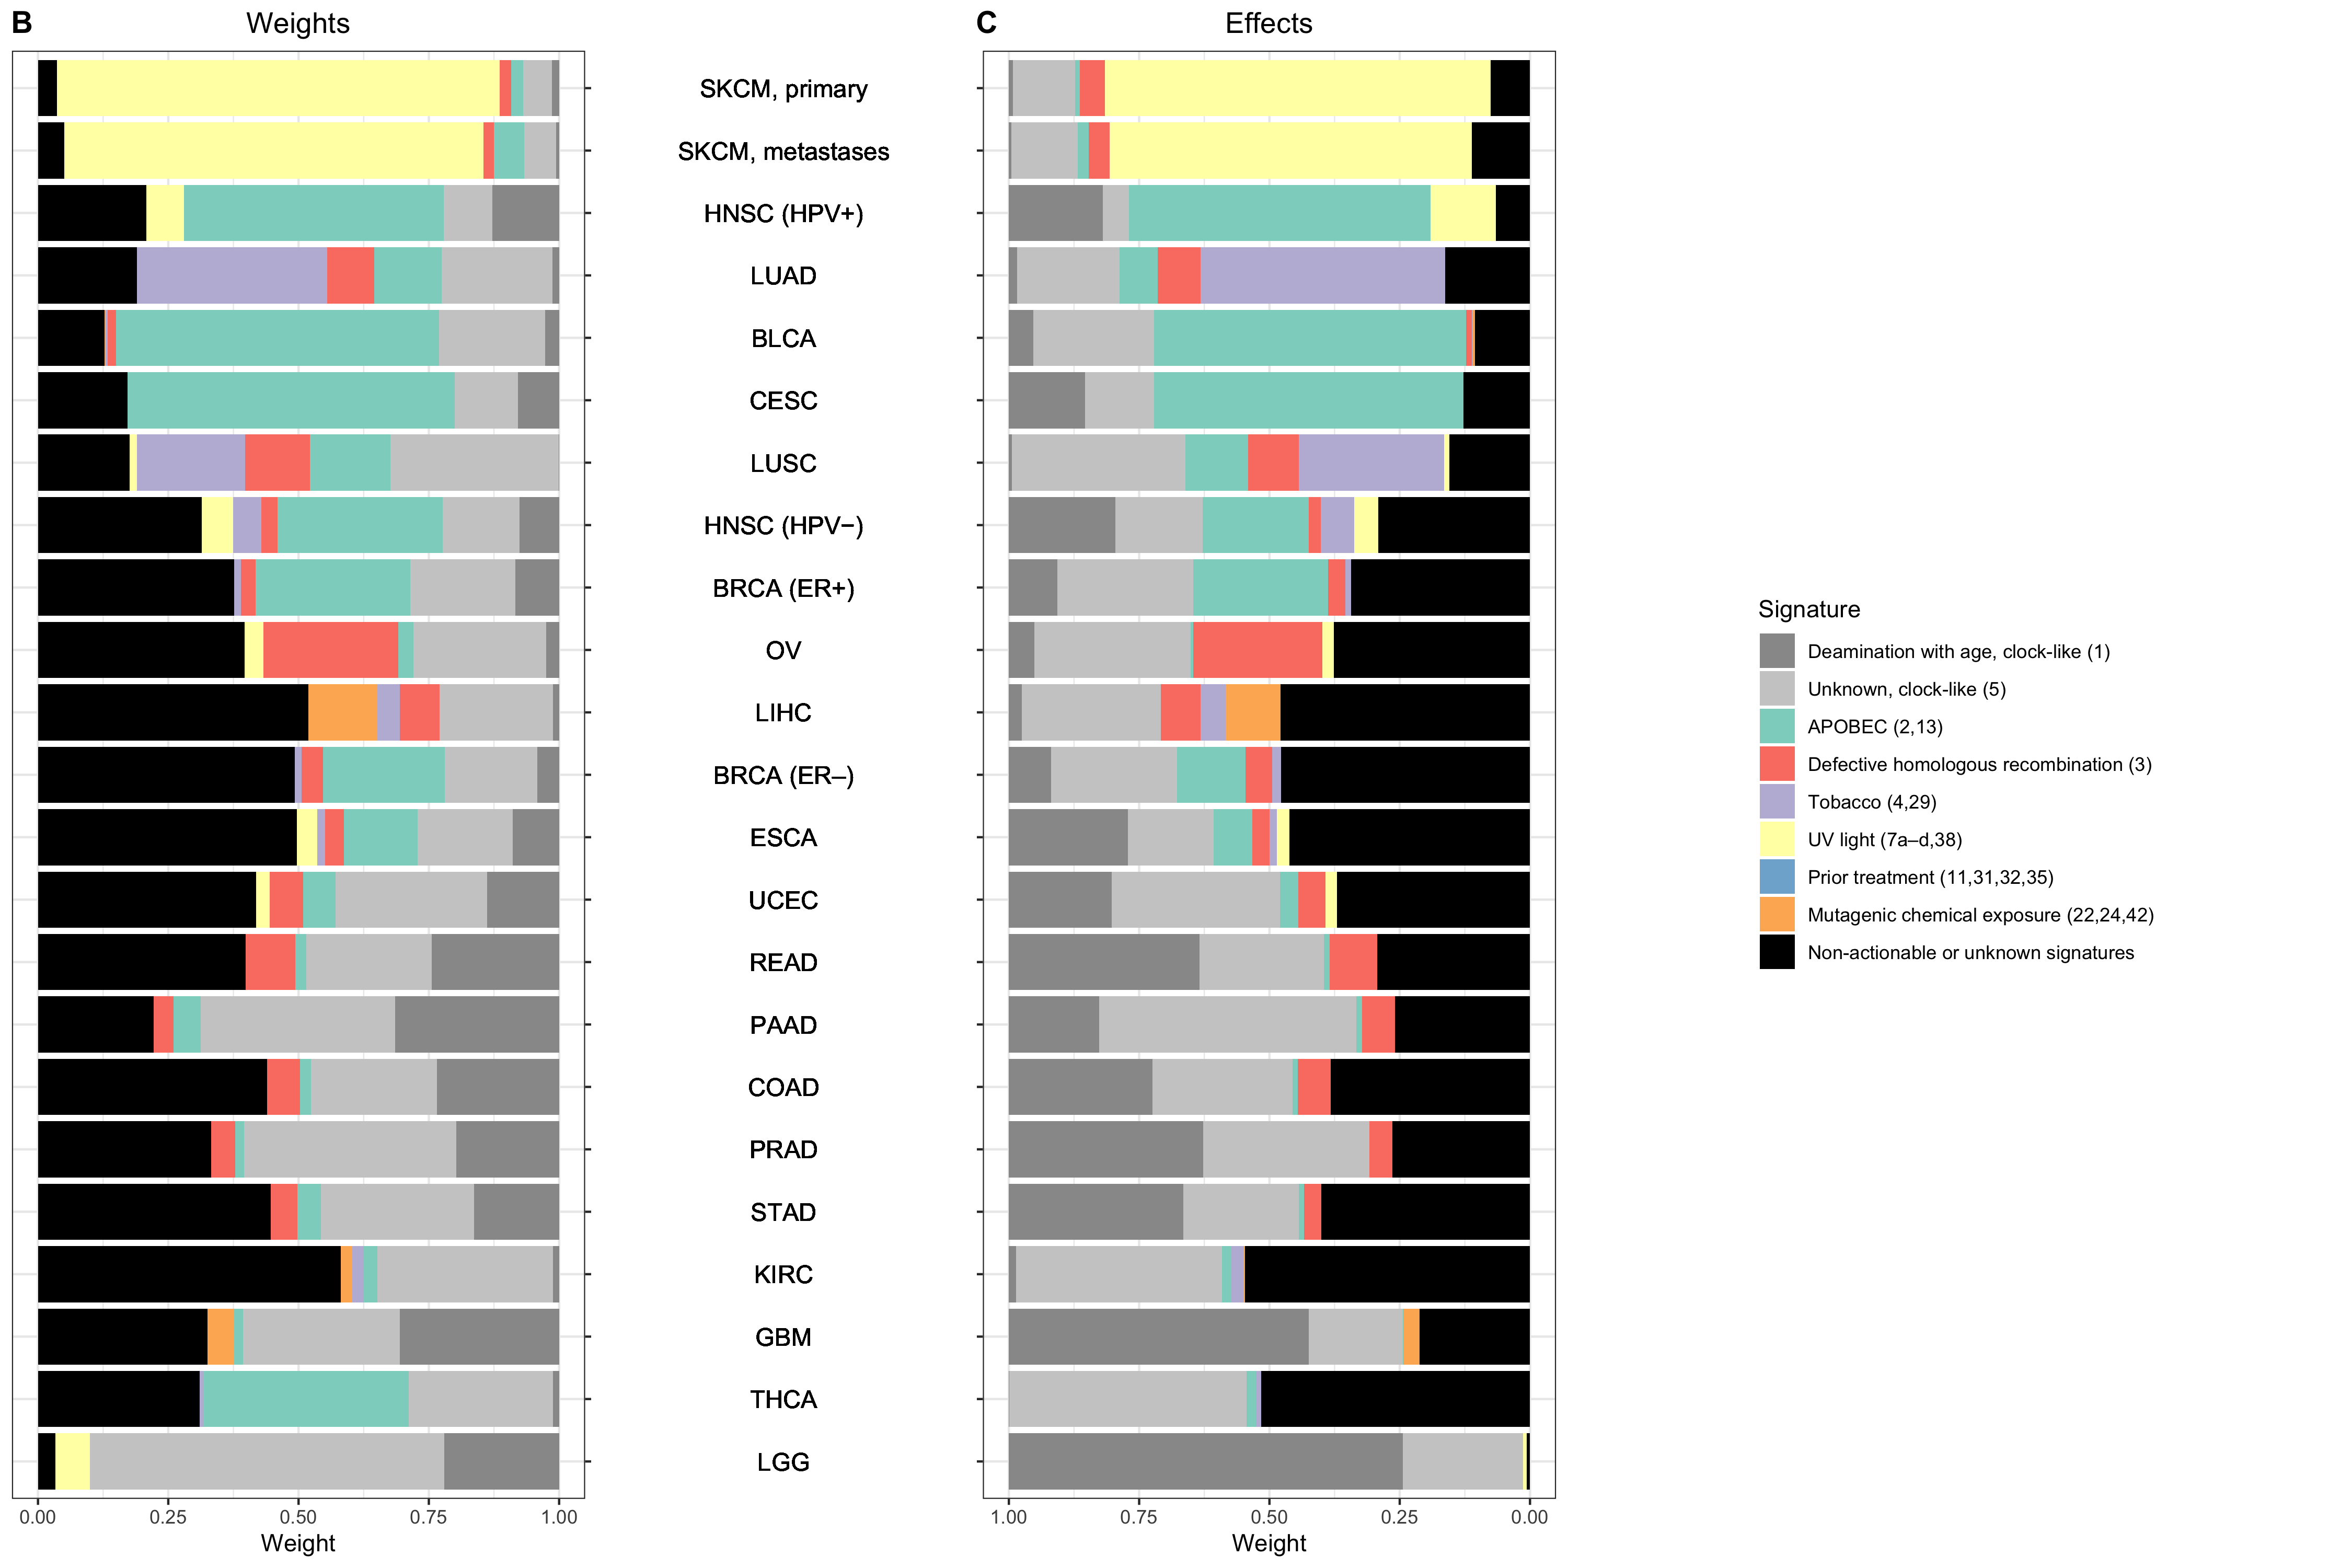 B
Weights
C
Effects
SKCM, primary
SKCM, metastases
HNSC (HPV+)
LUAD
BLCA
CESC
LUSC
HNSC (HPV−)
BRCA (ER+)
OV
LIHC
BRCA (ER–)
ESCA
UCEC
READ
PAAD
COAD
PRAD
STAD
KIRC
GBM
THCA
LGG
0.00 0.25 0.50 0.75 1.00
Weight
1.00 0.75 0.50 0.25 0.00
Weight
Signature
Deamination with age, clock-like (1)
Unknown, clock-like (5)
APOBEC (2,13)
Defective homologous recombination (3)
Tobacco (4,29)
UV light (7a–d,38)
Prior treatment (11,31,32,35)
Mutagenic chemical exposure (22,24,42)
Non-actionable or unknown signatures